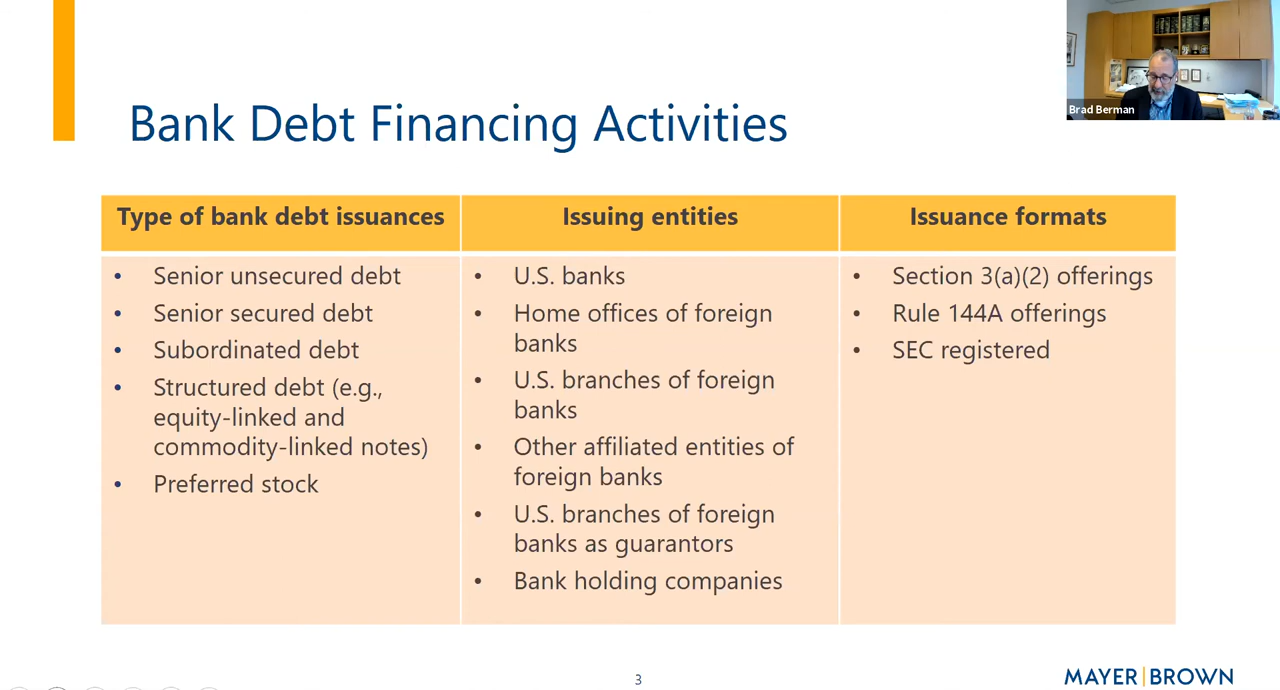 Brad Berman
Bank Debt Financing Activities
Type of bank debt issuances
Issuing entities
Issuance formats
• Senior unsecured debt
• Senior secured debt
• Subordinated debt
• Structured debt (e.g.,
equity-linked and
commodity-linked notes)
• Preferred stock
• U.S. banks
• Home offices of foreign
banks
• U.S. branches of foreign
banks
• Other affiliated entities of
foreign banks
• U.S. branches of foreign
banks as guarantors
• Bank holding companies
• Section 3(a)(2) offerings
• Rule 144A offerings
• SEC registered
3
MAYER|BROWN